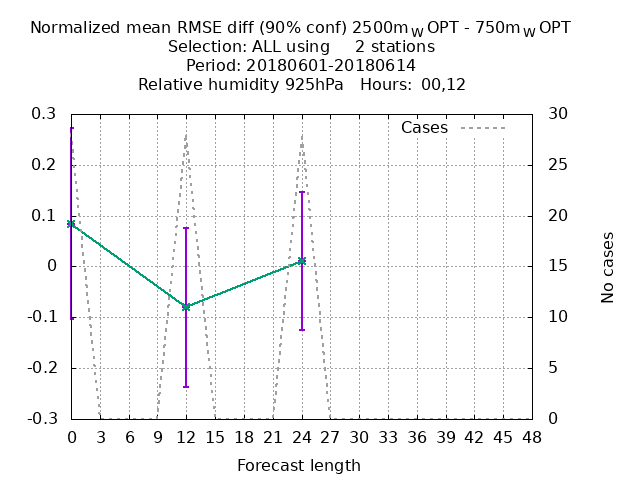 Normalized mean RMSE diff (90% conf) 2500m W OPT - 750m W OPT
Selection: ALL using 2 stations
Period: 20180601-20180614
Relative humidity 925hPa Hours: 00,12
Cases
0.3
0.2
0.1
0
-0.1
-0.2
-0.3
30
25
20
15
10
5
0
No cases
0 3 6 9 12 15 18 21 24 27 30 33 36 39 42 45 48
Forecast length